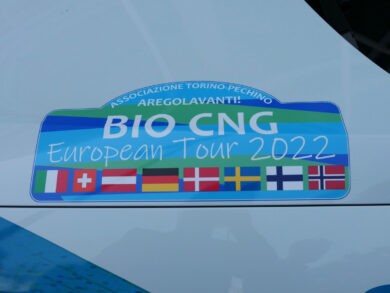 ASSOCIAZIONE TORINO-PECHINO
AREGOLAVANTI!
BIO CNG
European Tour 2022